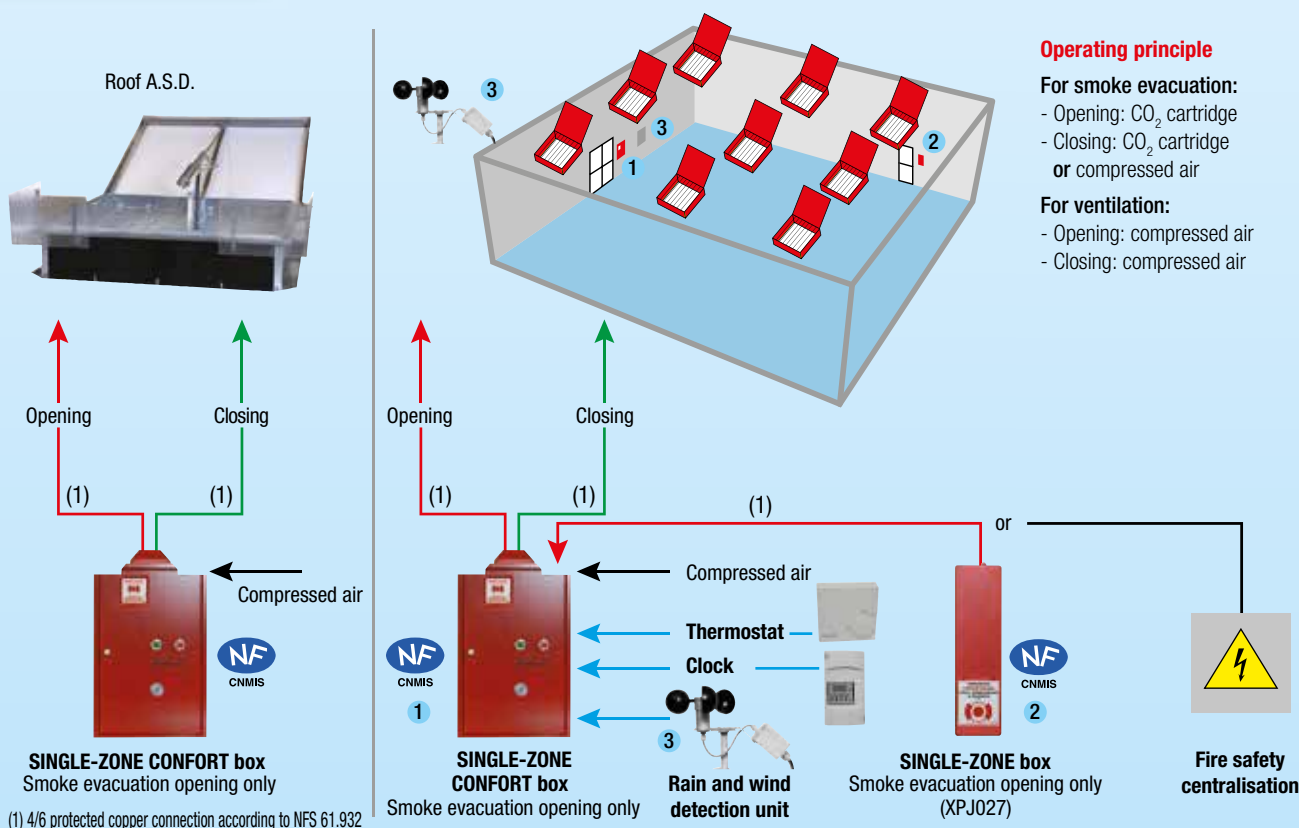 Roof A.S.D.
Opening
Closing
(1)
(1)
Compressed air
NF
CNMIS
SINGLE-ZONE CONFORT box
Smoke evacuation opening only
(1) 4/6 protected copper connection according to NFS 61.932
3
3
1
2
Operating principle
For smoke evacuation:
- Opening: CO₂ cartridge
- Closing: CO₂ cartridge
or compressed air
For ventilation:
- Opening: compressed air
- Closing: compressed air
Opening
Closing
(1)
(1)
(1)
or
Compressed air
Thermostat
Clock
NF
CNMIS
1
3
NF
CNMIS
2
SINGLE-ZONE
CONFORT box
Smoke evacuation opening only
Rain and wind
detection unit
SINGLE-ZONE box
Smoke evacuation opening only
(XPJ027)
Fire safety
centralisation